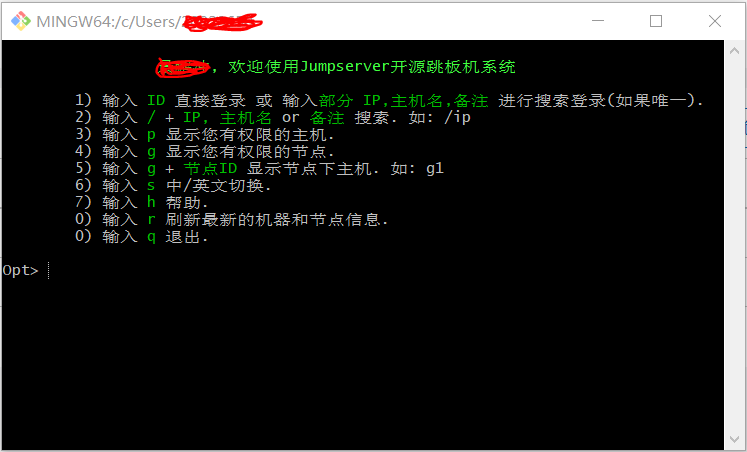 MINGW64:/c/Users/
，欢迎使用Jumpserver开源跳板机系统
1) 输入 ID 直接登录 或 输入部分 IP,主机名,备注 进行搜索登录(如果唯一).
2) 输入 / + IP, 主机名 or 备注 搜索. 如: /ip
3) 输入 p 显示您有权限的主机.
4) 输入 g 显示您有权限的节点.
5) 输入 g + 节点ID 显示节点下主机. 如: g1
6) 输入 s 中/英文切换.
7) 输入 h 帮助.
0) 输入 r 刷新最新的机器和节点信息.
0) 输入 q 退出.
Opt>